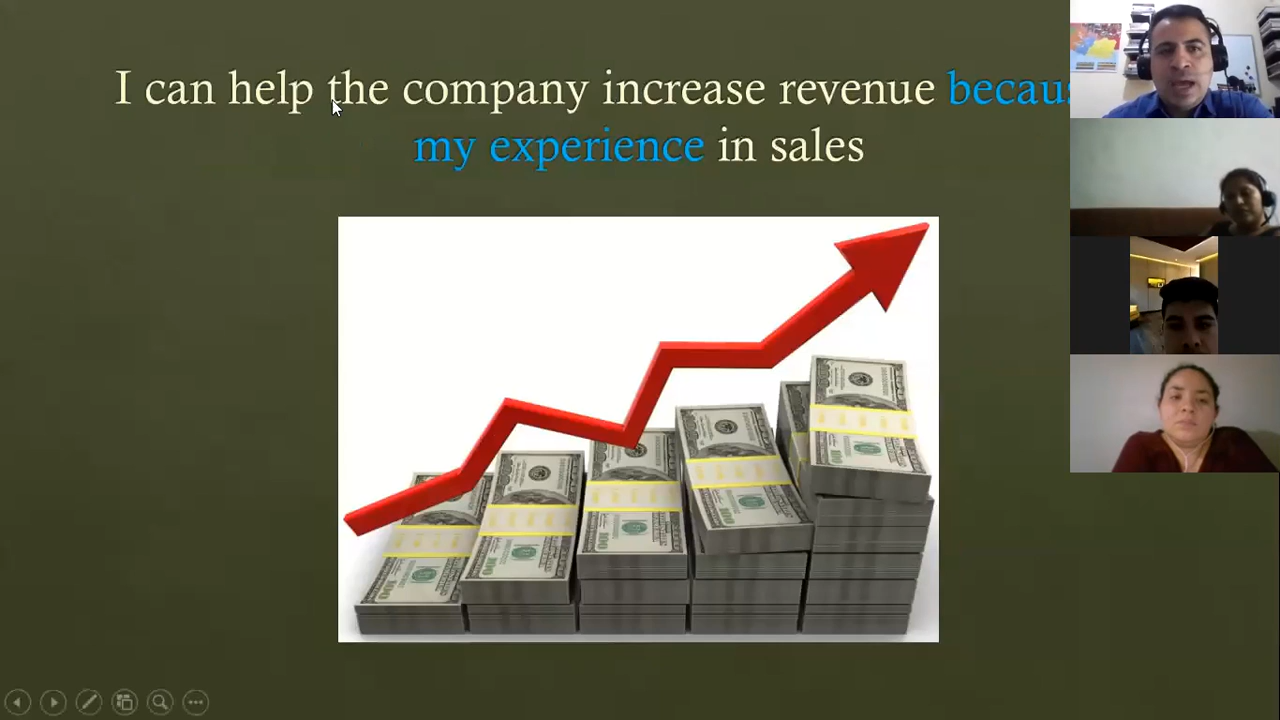 I can help the company increase revenue
my experience in sales